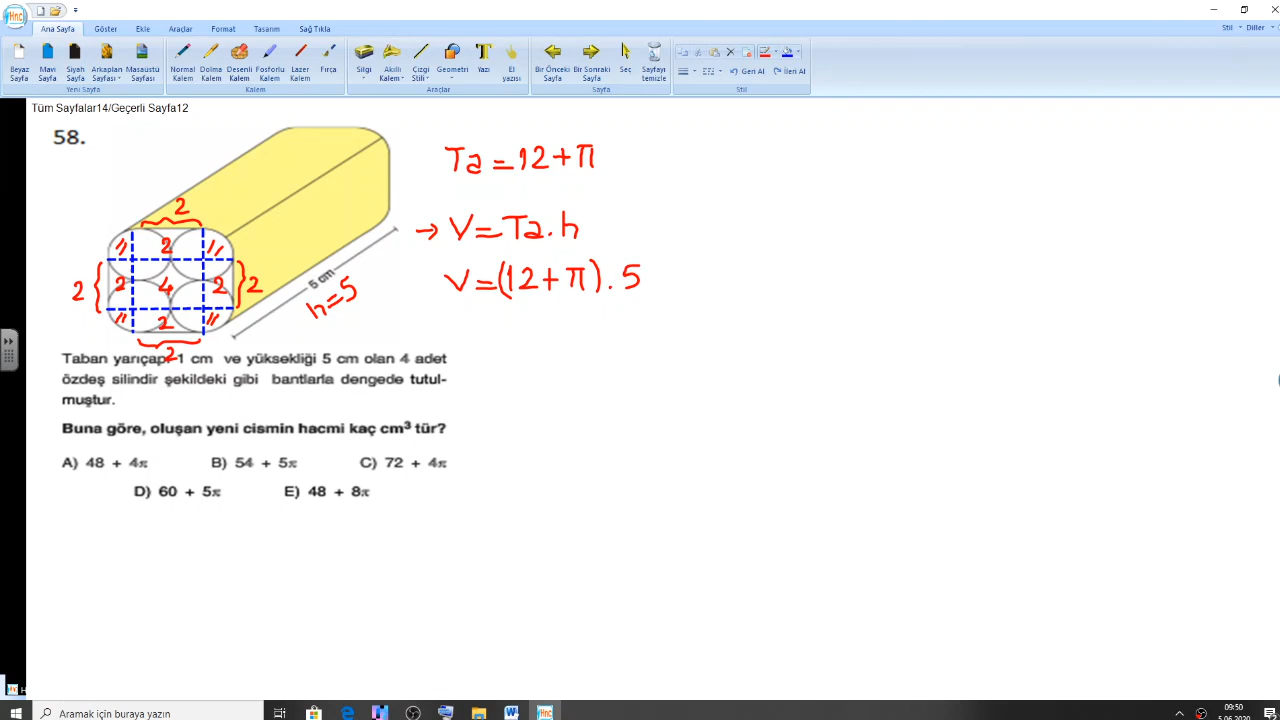 Hnc
Stil Diller
Ana Sayfa Göster Ekle Araçlar Format Tasarım Sağ Tıkla
Beyaz Sayfa Mavi Sayfa Siyah Sayfa Arkaplan Sayfası Masaüstü Sayfası
Normal Kalem Dolma Kalem Desenli Kalem Fosforlu Kalem Lazer Kalem Fırça
Silgi Akıllı Kalem Çizgi Stili Geometri Yazı El yazısı
Bir Önceki Sayfa Bir Sonraki Sayfa Seç Sayfayı temizle
Geri Al İleri Al
Yeni Sayfa Kalem Araçlar Sayfa Stil
Tüm Sayfalar14/Geçerli Sayfa12
58.
Ta = 12 + π
→ V = Ta . h
V = (12 + π) . 5
2
2
2 2 4 2 2
2
2
5 cm
h=5
Taban yarıçapı 1 cm ve yüksekliği 5 cm olan 4 adet
özdeş silindir şekildeki gibi bantlarla dengede tutul-
muştur.
Buna göre, oluşan yeni cismin hacmi kaç cm³ tür?
A) 48 + 4π B) 54 + 5π C) 72 + 4π
D) 60 + 5π E) 48 + 8π
Aramak için buraya yazın
09:50
5.06.2020